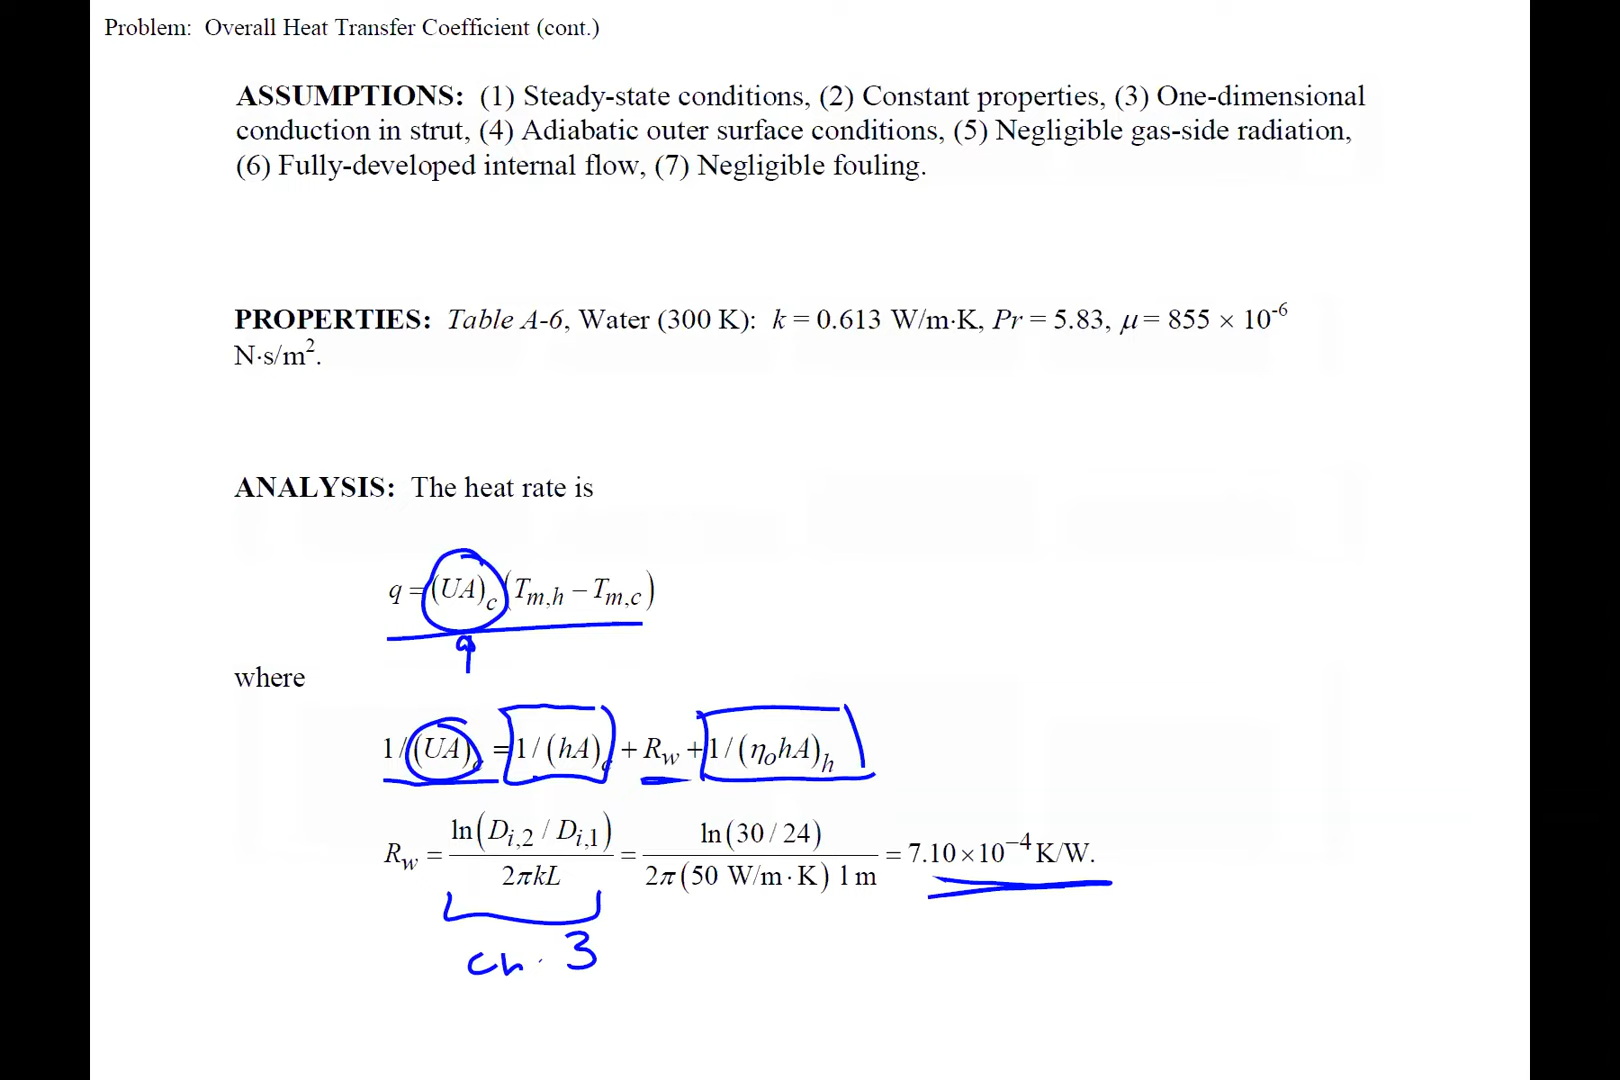 Problem: Overall Heat Transfer Coefficient (cont.)
ASSUMPTIONS: (1) Steady-state conditions, (2) Constant properties, (3) One-dimensional
conduction in strut, (4) Adiabatic outer surface conditions, (5) Negligible gas-side radiation,
(6) Fully-developed internal flow, (7) Negligible fouling.
PROPERTIES: Table A-6, Water (300 K): k = 0.613 W/m·K, Pr = 5.83, μ = 855 × 10⁻⁶
N·s/m².
ANALYSIS: The heat rate is
q = (UA)_c (T_m,h − T_m,c)
where
1/(UA)_c = 1/(hA)_c + R_w + 1/(η_o hA)_h
R_w = ln(D_i,2 / D_i,1) / 2πkL = ln(30/24) / 2π(50 W/m·K) 1 m = 7.10×10⁻⁴ K/W.
Ch. 3